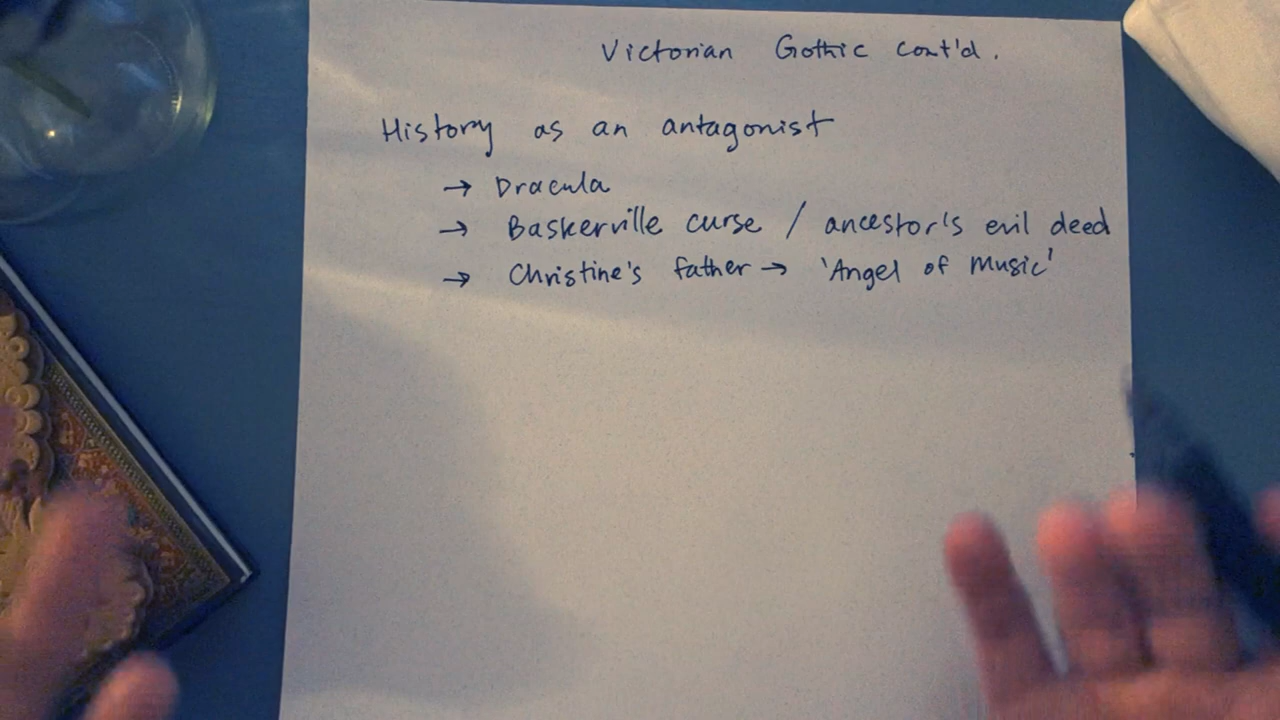 Victorian Gothic cont'd.
History as an antagonist
→ Dracula
→ Baskerville curse / ancestor's evil deed
→ Christine's father → 'Angel of Music'